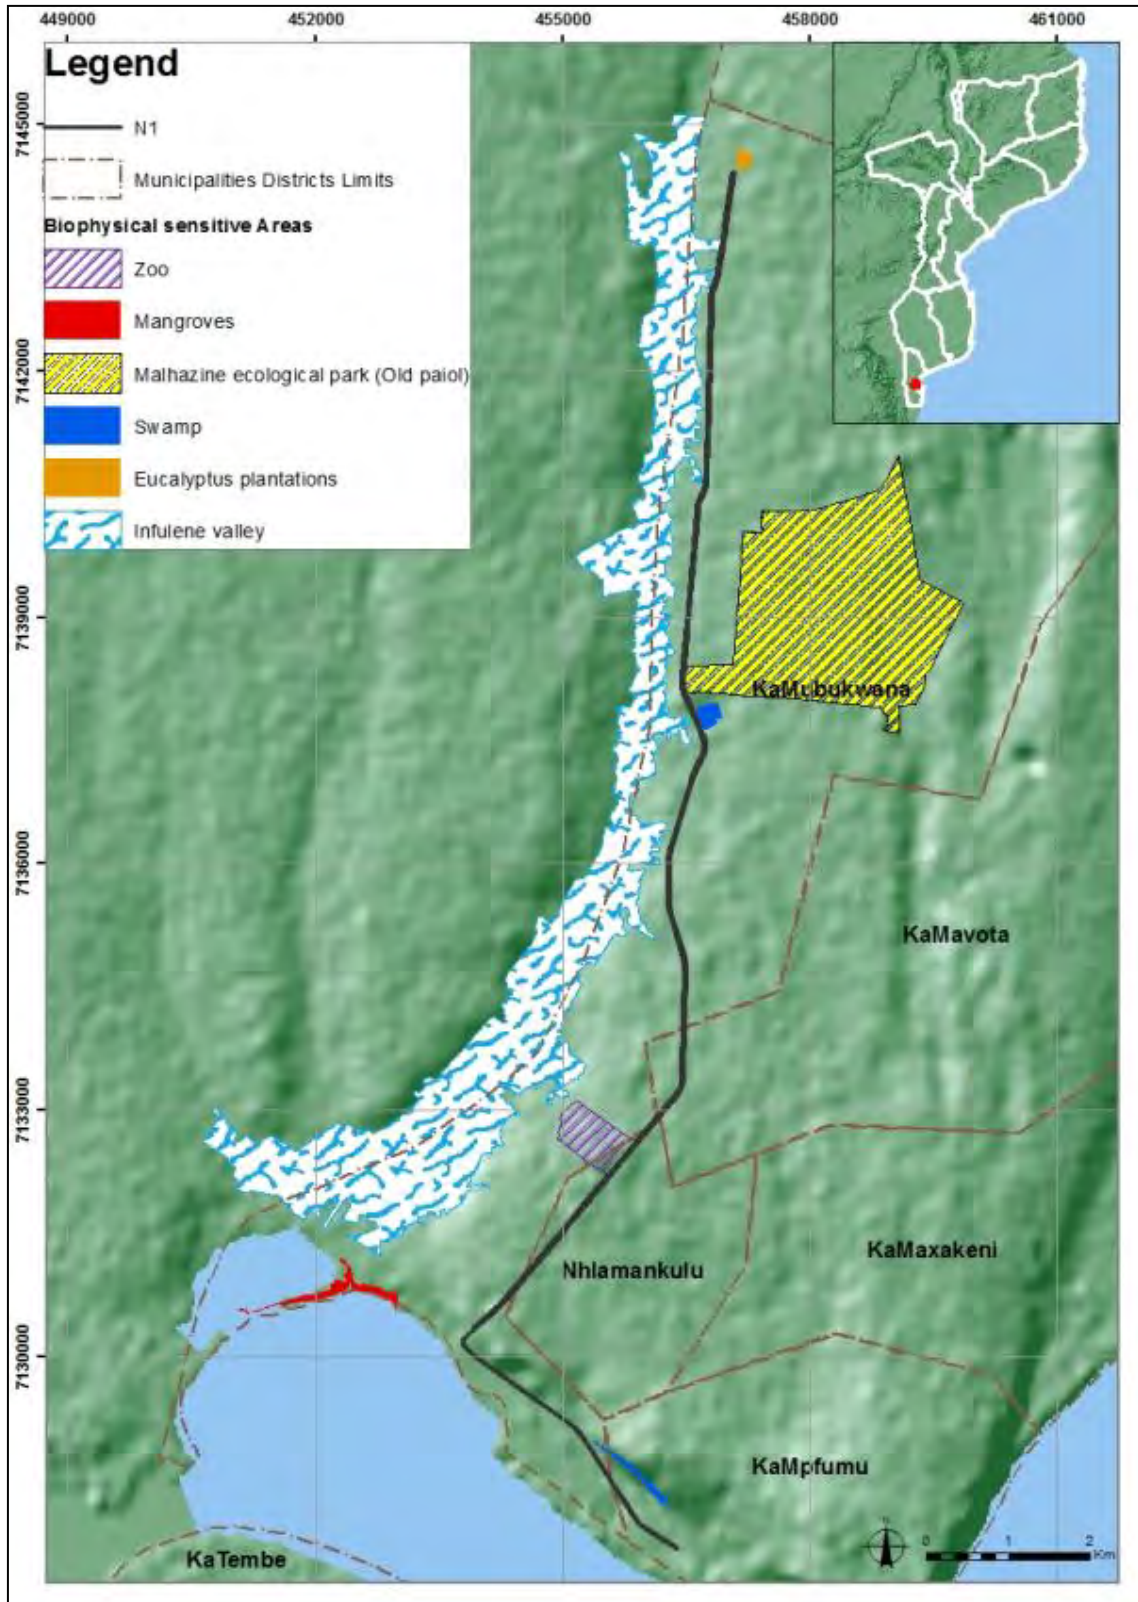 449000 452000 455000 458000 461000
Legend
N1
Municipalities Districts Limits
Biophysical sensitive Areas
Zoo
Mangroves
Malhazine ecological park (Old paiol)
Swamp
Eucalyptus plantations
Infulene valley
7145000
7142000
7139000
7136000
7133000
7130000
KaMubukwana
KaMavota
KaMaxakeni
Nhlamankulu
KaMpfumu
KaTembe
0 1 2
Km